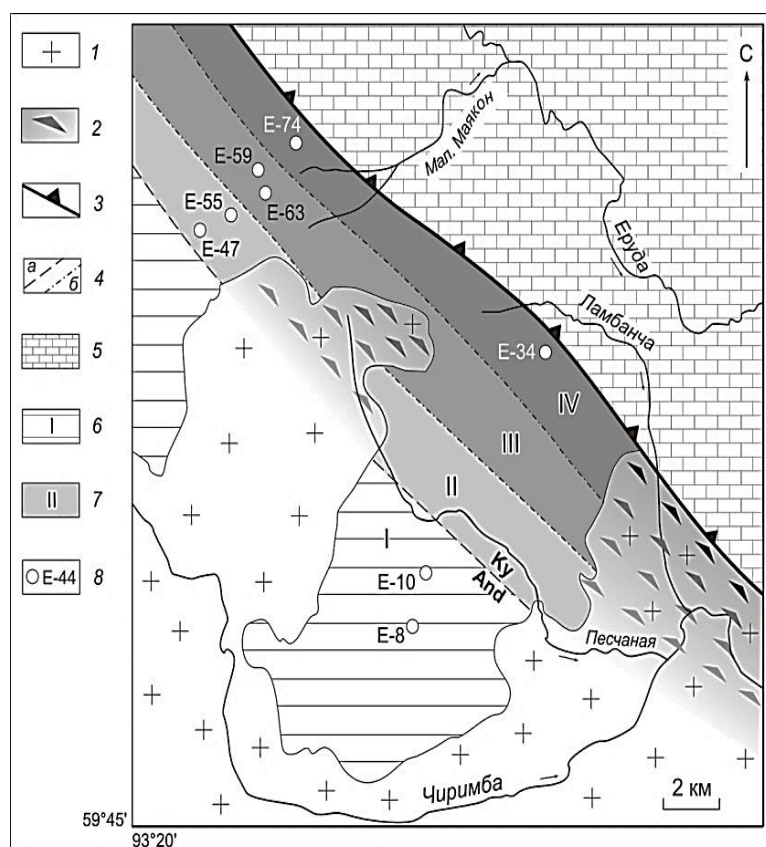 1
2
3
а
б
4
5
I
6
II
7
E-44
8
С
E-74
Мал. Маякон
E-59
E-63
E-55
E-47
Еруда
Ламбанча
E-34
IV
III
II
I
Ky
And
E-10
E-8
Песчаная
Чиримба
2 км
59°45'
93°20'